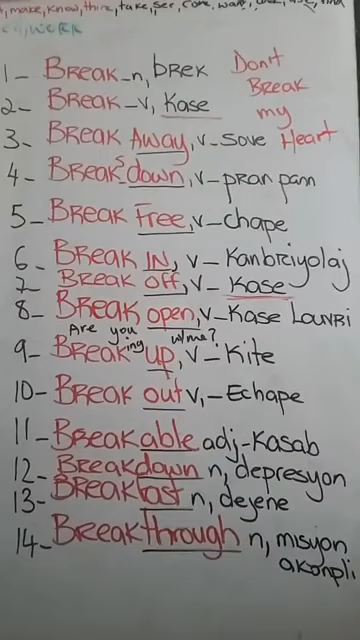 make, know, think, take, see, come, want,
WORK
1- Break - n, brek
Don't
Break
my
Heart
2- Break - v, Kase
3- Break Away, v - sove
4- Breaks down, v - pran pann
5- Break Free, v - chape
6- Break IN, v - Kanbriyolaj
7- Break off, v - Kase
8- Break open, v - Kase Louvri
Are you w/me?
9- Breaking up, v - Kite
10- Break out v, - Echape
11- Breakable adj - Kasab
12- Breakdown n, depresyon
13- Breakfast n, dejene
14- Breakthrough n, misyon
akonpli